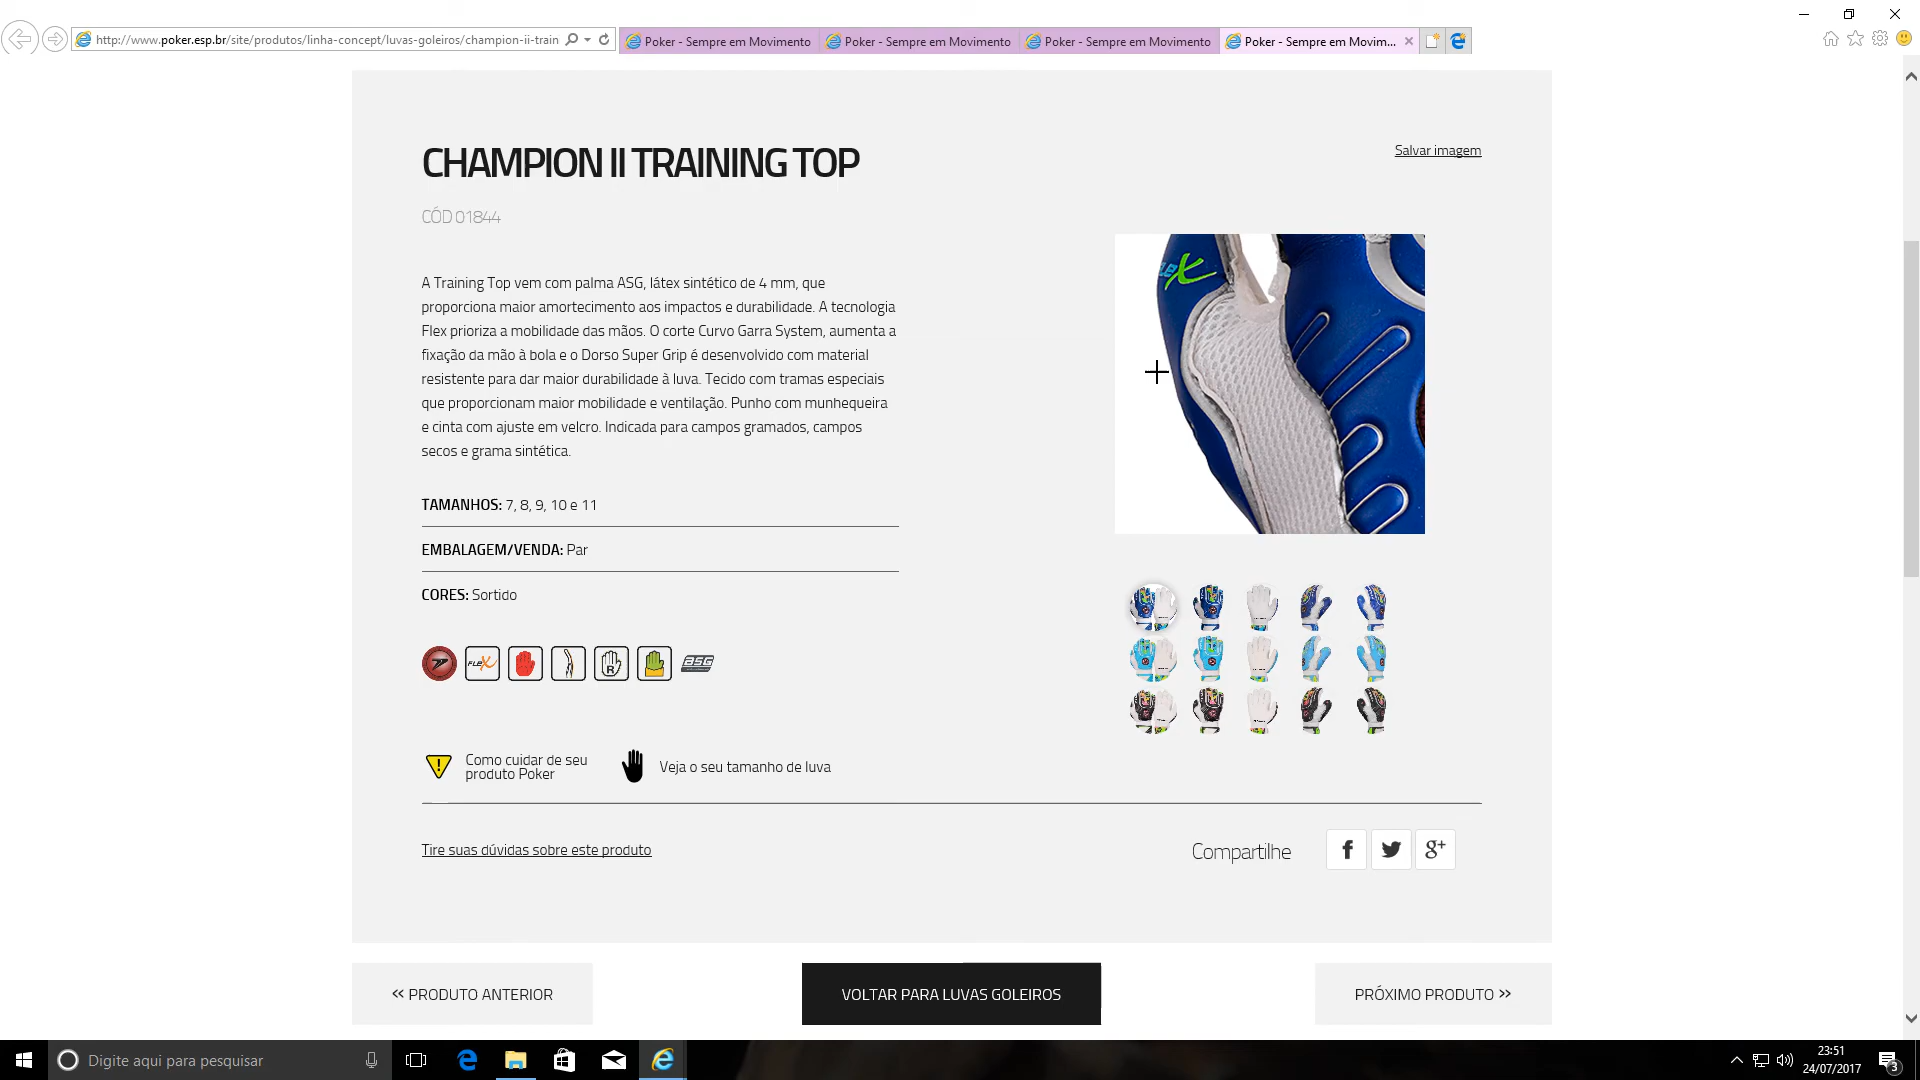 http://www.poker.esp.br/site/produtos/linha-concept/luvas-goleiros/champion-ii-train
Poker - Sempre em Movimento
Poker - Sempre em Movimento
Poker - Sempre em Movimento
Poker - Sempre em Movim...
CHAMPION II TRAINING TOP
Salvar imagem
CÓD 01844
A Training Top vem com palma ASG, látex sintético de 4 mm, que
proporciona maior amortecimento aos impactos e durabilidade. A tecnologia
Flex prioriza a mobilidade das mãos. O corte Curvo Garra System, aumenta a
fixação da mão à bola e o Dorso Super Grip é desenvolvido com material
resistente para dar maior durabilidade à luva. Tecido com tramas especiais
que proporcionam maior mobilidade e ventilação. Punho com munhequeira
e cinta com ajuste em velcro. Indicada para campos gramados, campos
secos e grama sintética.
TAMANHOS: 7, 8, 9, 10 e 11
EMBALAGEM/VENDA: Par
CORES: Sortido
FLEX
R
ASG
Como cuidar de seu
produto Poker
Veja o seu tamanho de luva
Tire suas dúvidas sobre este produto
Compartilhe
f
g+
« PRODUTO ANTERIOR
VOLTAR PARA LUVAS GOLEIROS
PRÓXIMO PRODUTO »
Digite aqui para pesquisar
23:51
24/07/2017
3